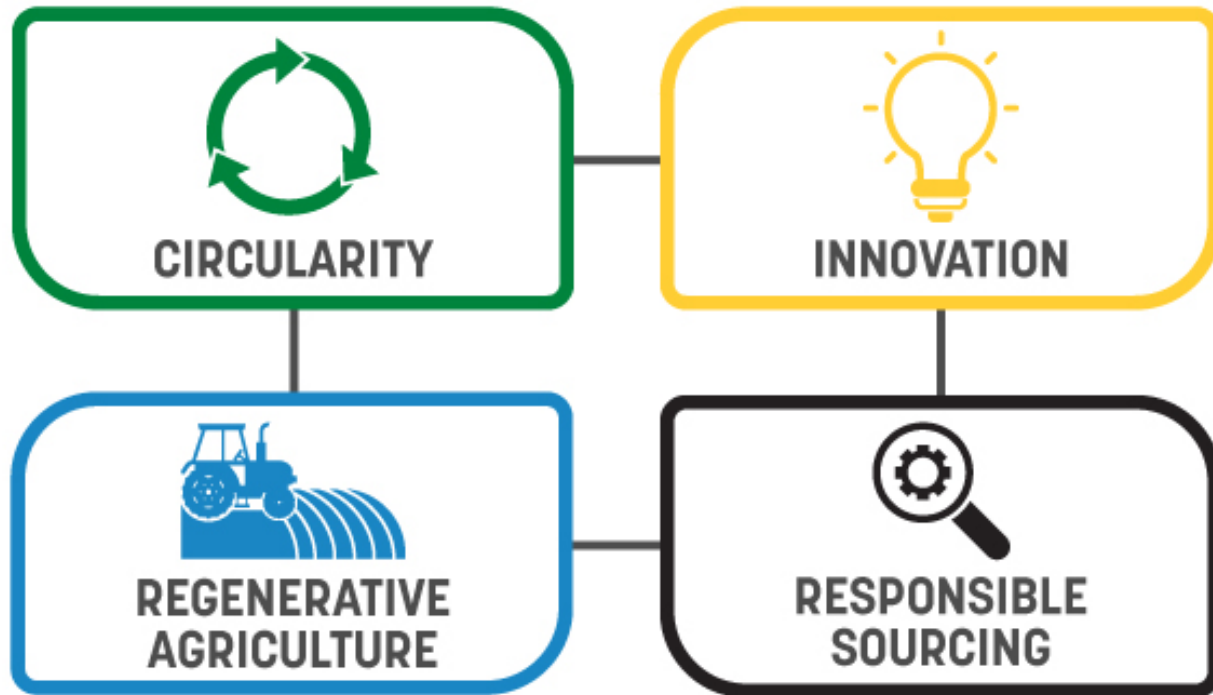 CIRCULARITY
INNOVATION
REGENERATIVE
AGRICULTURE
RESPONSIBLE
SOURCING